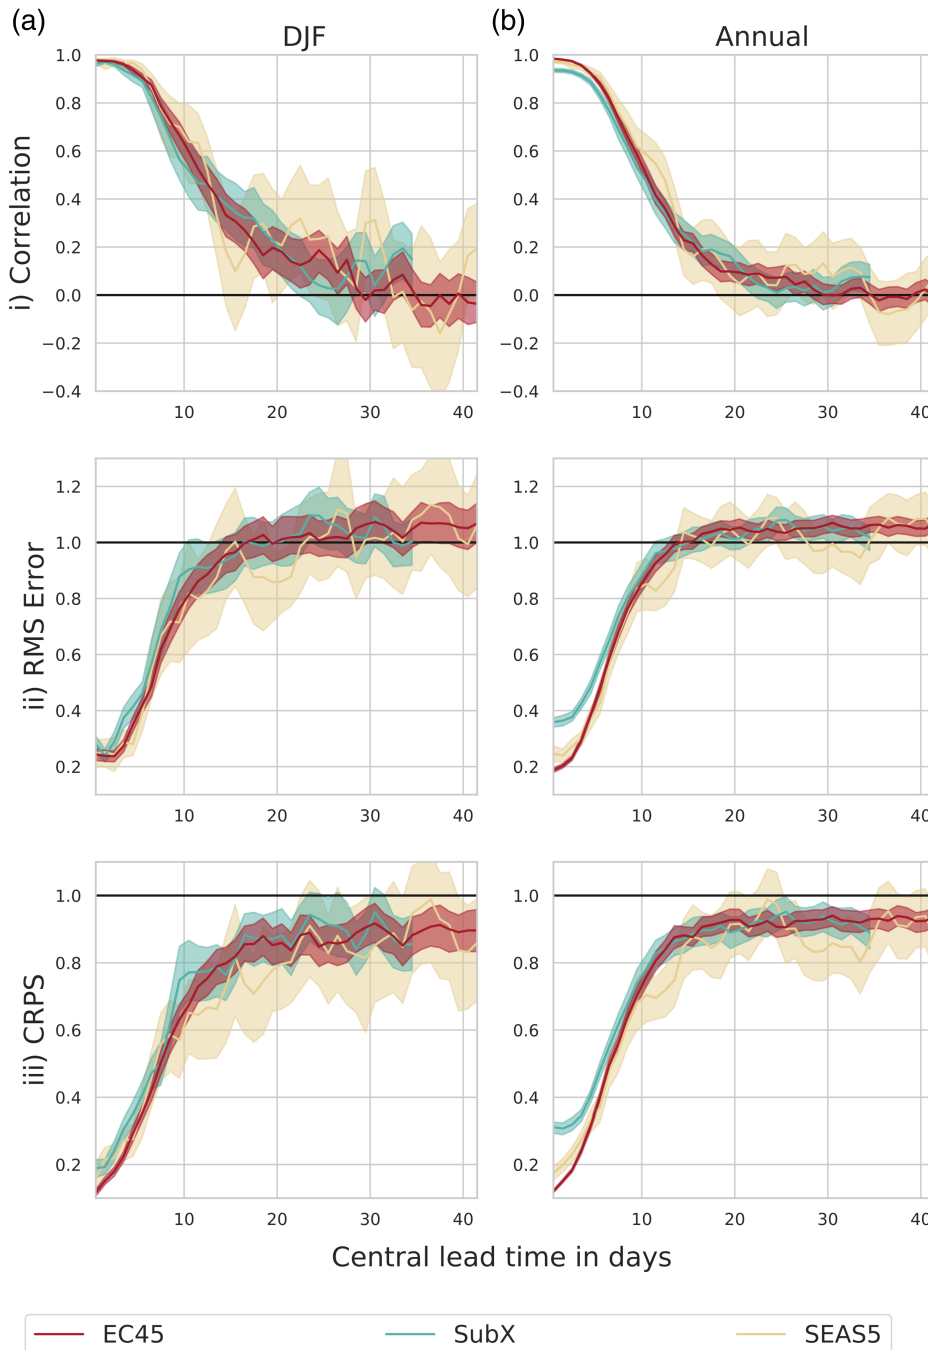 (a) (b)
DJF Annual
i) Correlation
1.0 1.0
0.8 0.8
0.6 0.6
0.4 0.4
0.2 0.2
0.0 0.0
−0.2 −0.2
−0.4 −0.4
10 20 30 40 10 20 30 40
ii) RMS Error
1.2 1.2
1.0 1.0
0.8 0.8
0.6 0.6
0.4 0.4
0.2 0.2
10 20 30 40 10 20 30 40
iii) CRPS
1.0 1.0
0.8 0.8
0.6 0.6
0.4 0.4
0.2 0.2
10 20 30 40 10 20 30 40
Central lead time in days
EC45 SubX SEAS5